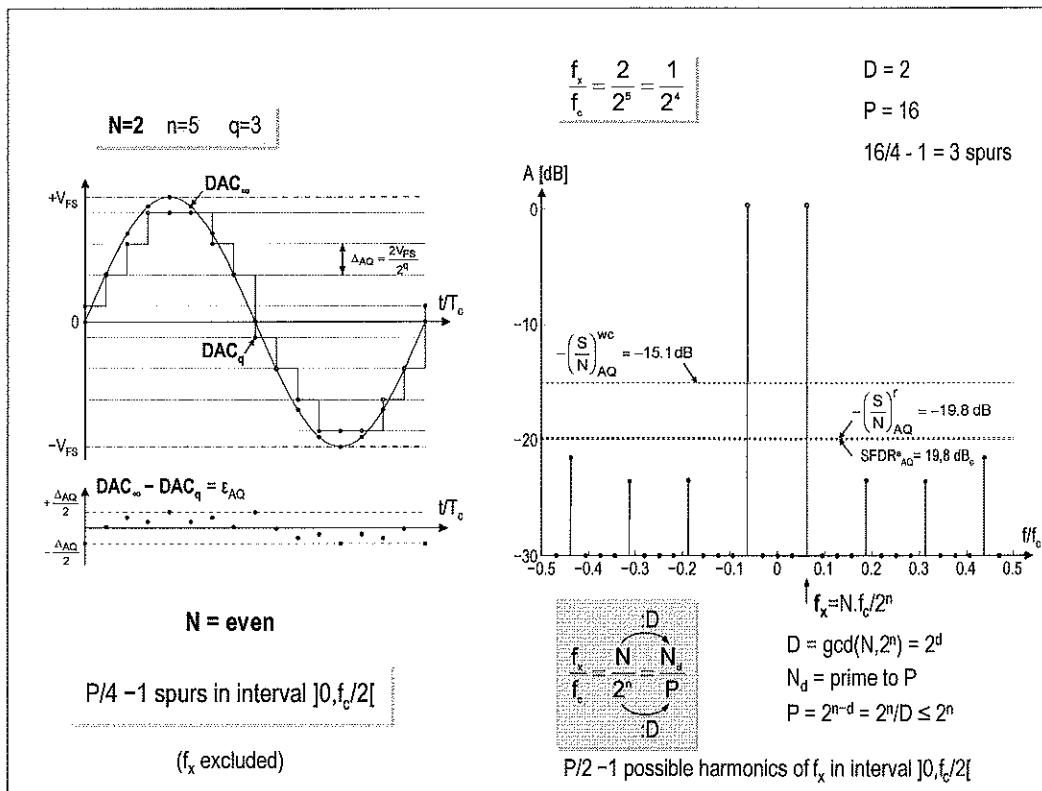 N=2 n=5 q=3
+V_FS
DAC_∞
Δ_AQ = 2V_FS / 2^q
t/T_c
0
DAC_q
−V_FS
DAC_∞ − DAC_q = ε_AQ
+ Δ_AQ / 2
t/T_c
− Δ_AQ / 2
N = even
P/4 −1 spurs in interval ]0,f_c/2[
(f_x excluded)
f_x / f_c = 2 / 2^5 = 1 / 2^4
D = 2
P = 16
16/4 - 1 = 3 spurs
A [dB]
0
−10
−(S/N)_AQ^wc = −15.1 dB
−(S/N)_AQ^r = −19.8 dB
−20
SFDR^s_AQ = 19,8 dB_c
−30
f/f_c
−0.5 −0.4 −0.3 −0.2 −0.1 0 0.1 0.2 0.3 0.4 0.5
f_x=N.f_c/2^n
:D
f_x / f_c = N / 2^n = N_d / P
:D
D = gcd(N,2^n) = 2^d
N_d = prime to P
P = 2^n−d = 2^n/D ≤ 2^n
P/2 −1 possible harmonics of f_x in interval ]0,f_c/2[